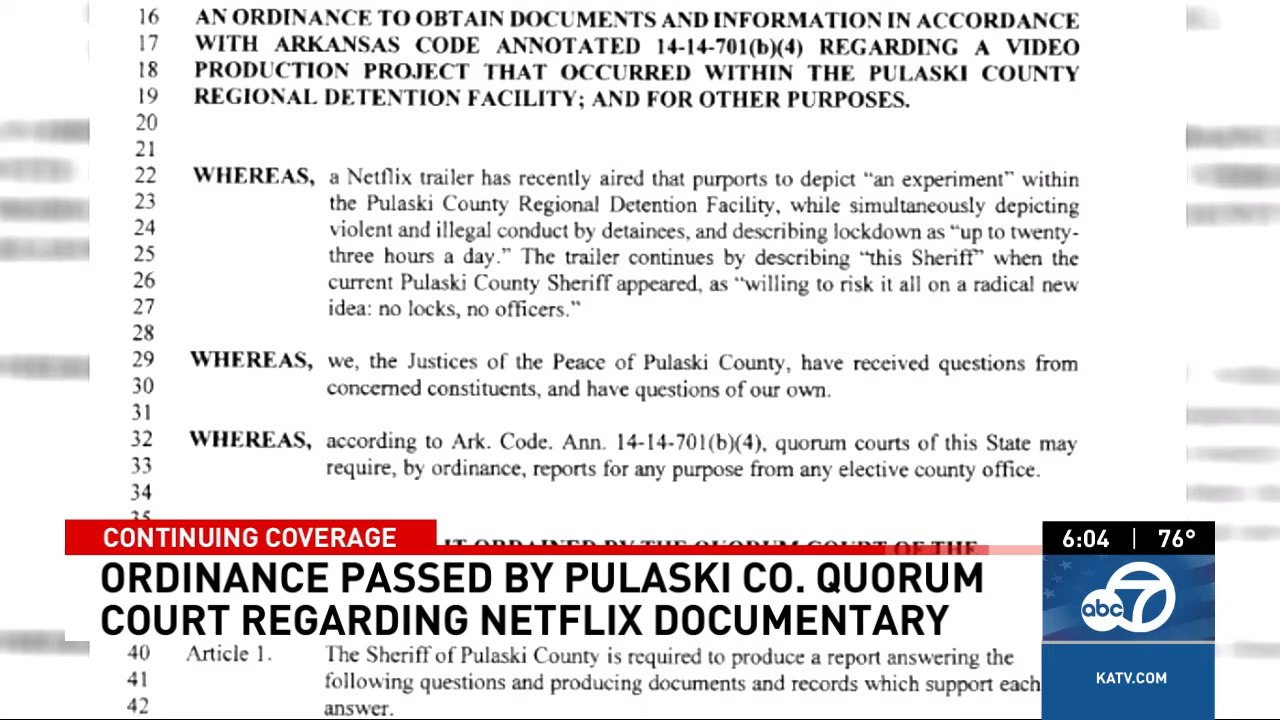 16 AN ORDINANCE TO OBTAIN DOCUMENTS AND INFORMATION IN ACCORDANCE
17 WITH ARKANSAS CODE ANNOTATED 14-14-701(b)(4) REGARDING A VIDEO
18 PRODUCTION PROJECT THAT OCCURRED WITHIN THE PULASKI COUNTY
19 REGIONAL DETENTION FACILITY; AND FOR OTHER PURPOSES.
20
21
22 WHEREAS, a Netflix trailer has recently aired that purports to depict “an experiment” within
23 the Pulaski County Regional Detention Facility, while simultaneously depicting
24 violent and illegal conduct by detainees, and describing lockdown as “up to twenty-
25 three hours a day.” The trailer continues by describing “this Sheriff” when the
26 current Pulaski County Sheriff appeared, as “willing to risk it all on a radical new
27 idea: no locks, no officers.”
28
29 WHEREAS, we, the Justices of the Peace of Pulaski County, have received questions from
30 concerned constituents, and have questions of our own.
31
32 WHEREAS, according to Ark. Code. Ann. 14-14-701(b)(4), quorum courts of this State may
33 require, by ordinance, reports for any purpose from any elective county office.
34
35
IT ORDAINED BY THE QUORUM COURT OF THE
CONTINUING COVERAGE
ORDINANCE PASSED BY PULASKI CO. QUORUM
COURT REGARDING NETFLIX DOCUMENTARY
6:04 | 76°
abc 7
KATV.COM
40 Article 1. The Sheriff of Pulaski County is required to produce a report answering the
41 following questions and producing documents and records which support each
42 answer.